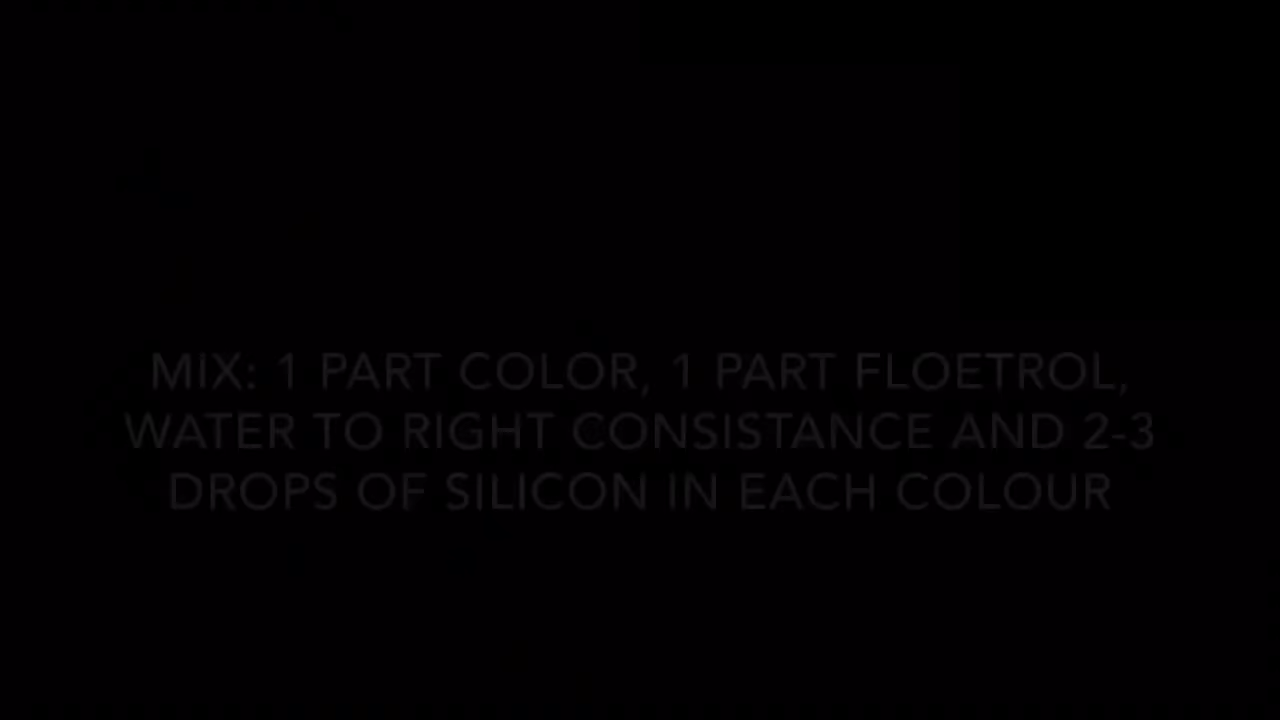 MIX: 1 PART COLOR, 1 PART FLOETROL,
WATER TO RIGHT CONSISTANCE AND 2-3
DROPS OF SILICON IN EACH COLOUR